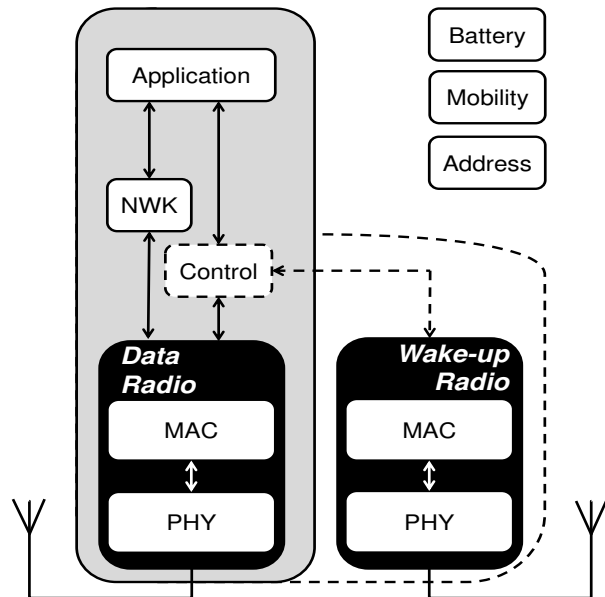 Application
NWK
Control
Data
Radio
MAC
PHY
Wake-up
Radio
MAC
PHY
Battery
Mobility
Address